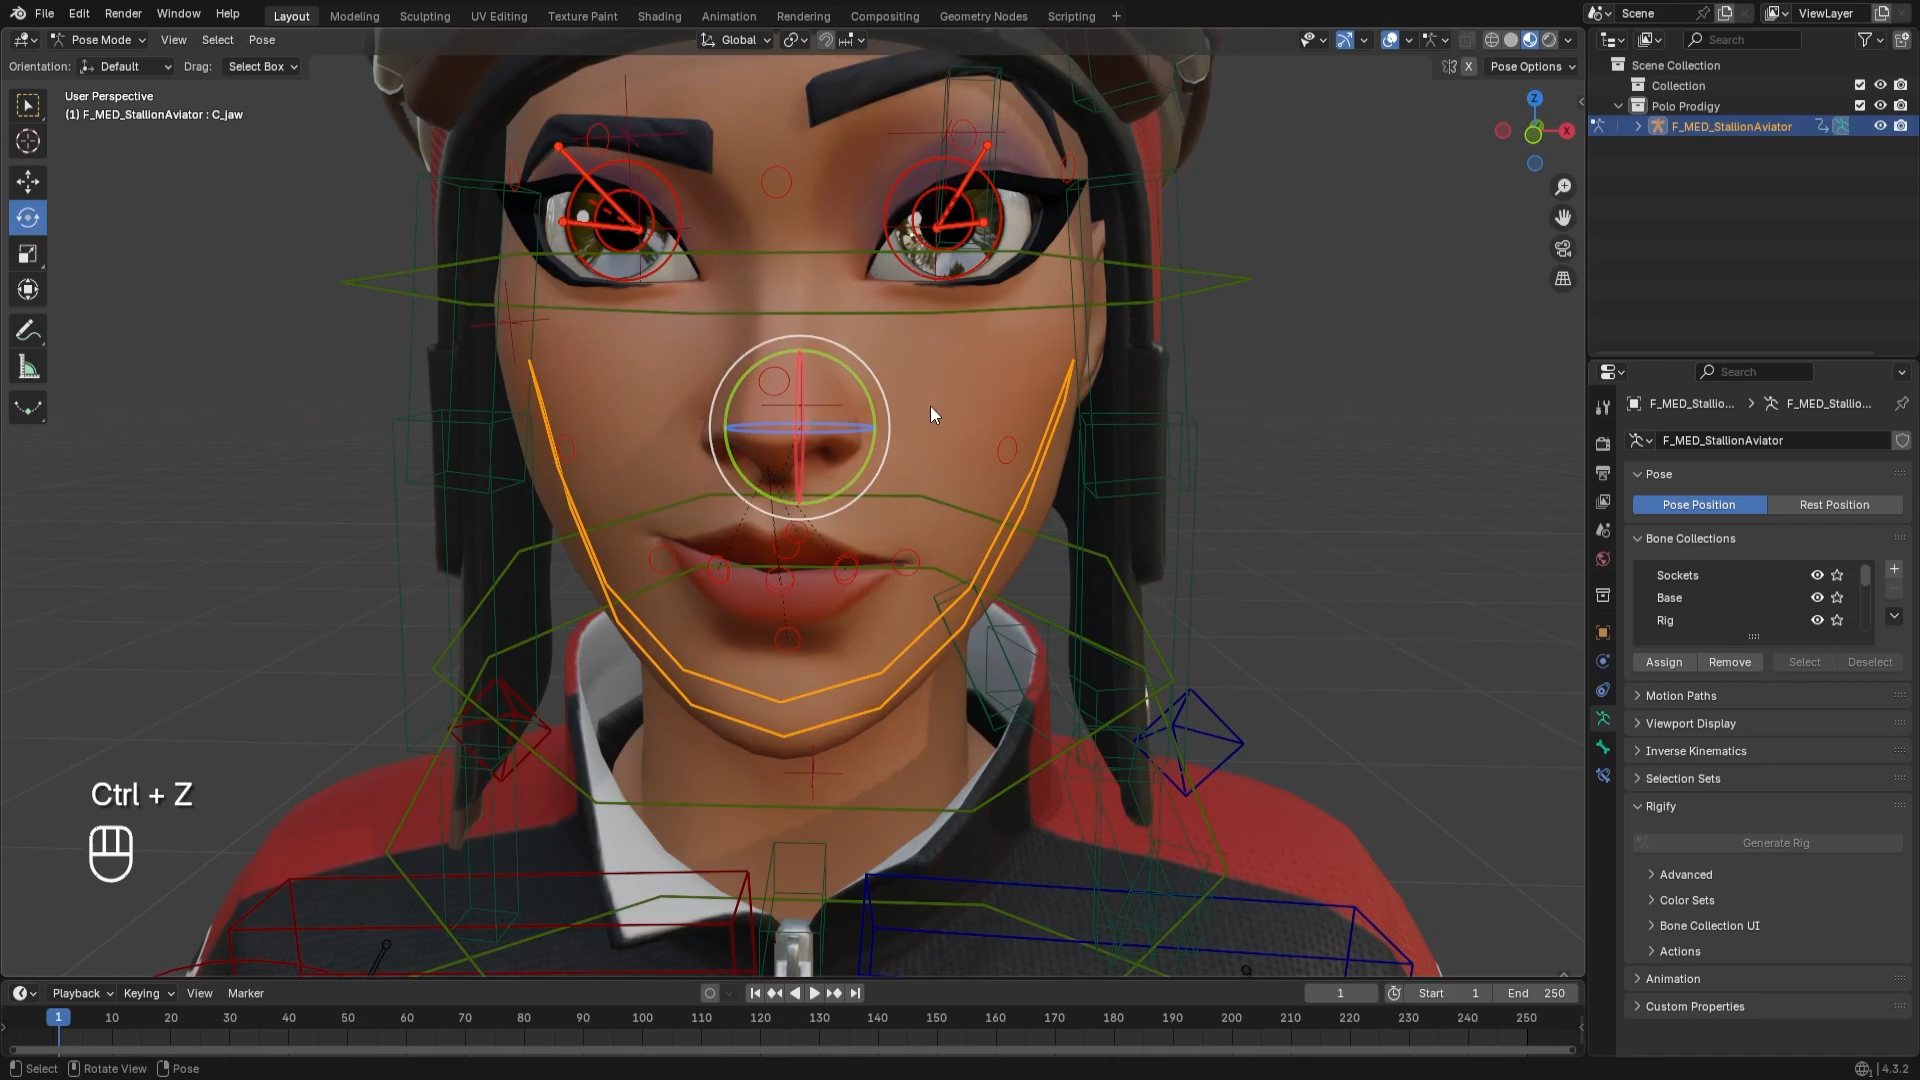 File Edit Render Window Help
Layout Modeling Sculpting UV Editing Texture Paint Shading Animation Rendering Compositing Geometry Nodes Scripting +
Scene
ViewLayer
Pose Mode View Select Pose
Global
Search
Orientation: Default Drag: Select Box
X Pose Options
Scene Collection
Collection
Polo Prodigy
F_MED_StallionAviator
User Perspective
(1) F_MED_StallionAviator : C_jaw
Z
X
Search
F_MED_Stallio... F_MED_Stallio...
F_MED_StallionAviator
Pose
Pose Position Rest Position
Bone Collections
Sockets
Base
Rig
Assign Remove Select Deselect
Motion Paths
Viewport Display
Inverse Kinematics
Selection Sets
Rigify
Generate Rig
Advanced
Color Sets
Bone Collection UI
Actions
Animation
Custom Properties
Ctrl + Z
Playback Keying View Marker
1 Start 1 End 250
1 10 20 30 40 50 60 70 80 90 100 110 120 130 140 150 160 170 180 190 200 210 220 230 240 250
Select Rotate View Pose
4.3.2